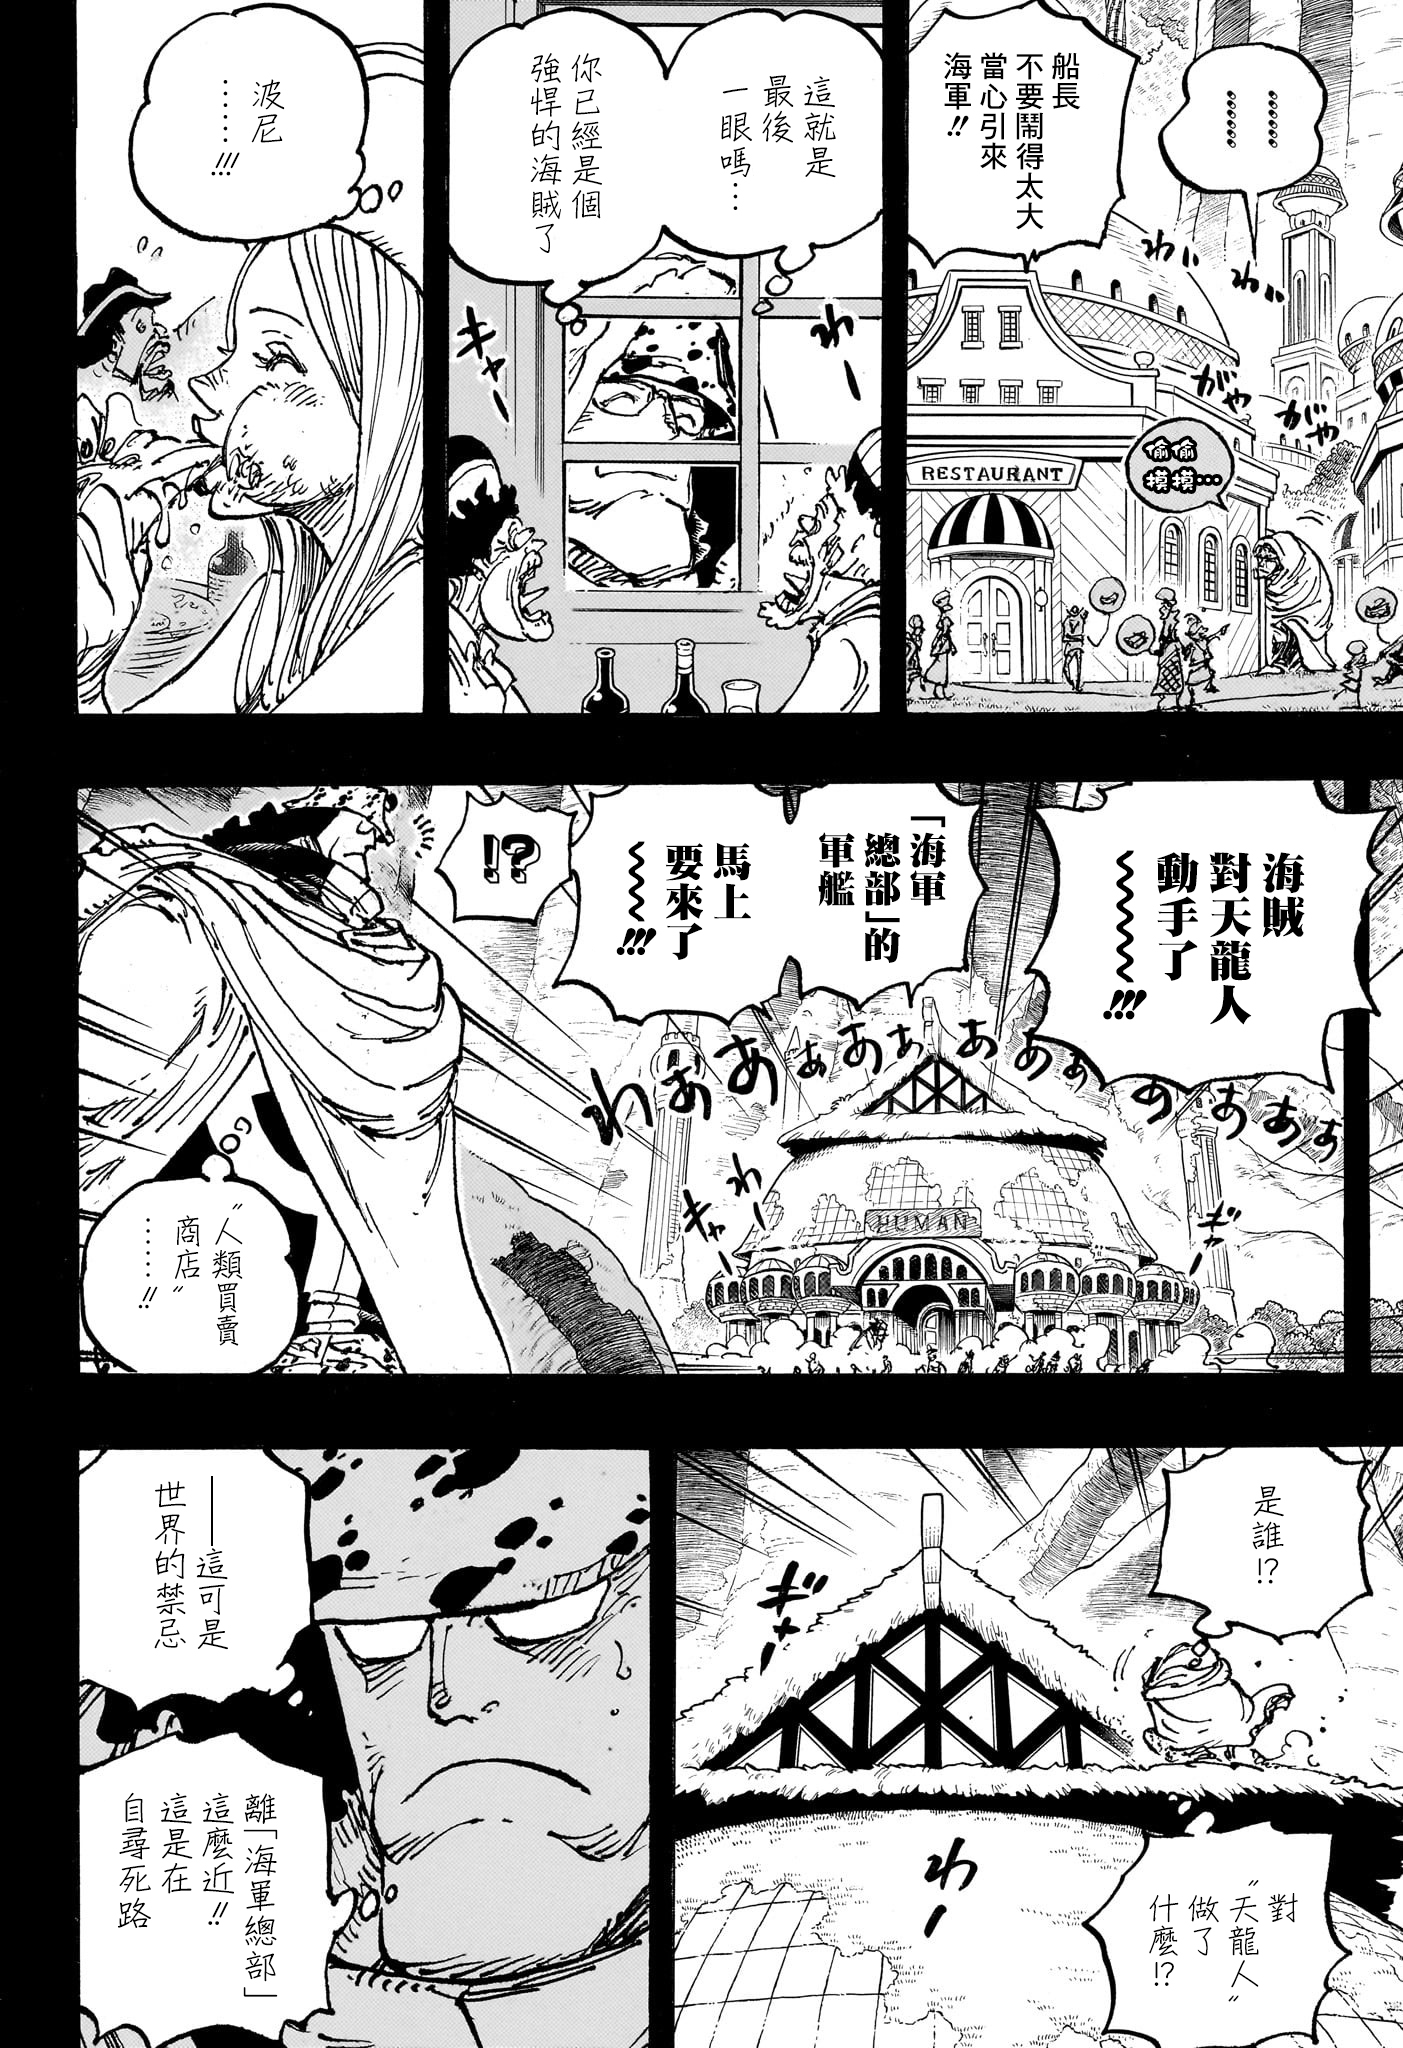 ………
………
船長
不要鬧得太大
當心引來
海軍!!
わい
わい
ガや
ガや
RESTAURANT
偷偷
摸摸…
這就是
最後
一眼嗎…
你已經是個
強悍的海賊了
わー
キャー
波尼
……!!!
海賊
對天龍人
動手了
〜〜〜!!!
「海軍
總部」的
軍艦
馬上
要來了
〜〜〜!!!
!?
わあああああああああああ
わー
キャー
ギャー
HUMAN
〝人類買賣
商店〟
……!!
是誰!?
ギャー
對
〝天龍人〟
做了
什麼!?
わー
——這可是
世界的禁忌
離「海軍總部」
這麼近!!
這是在
自尋死路